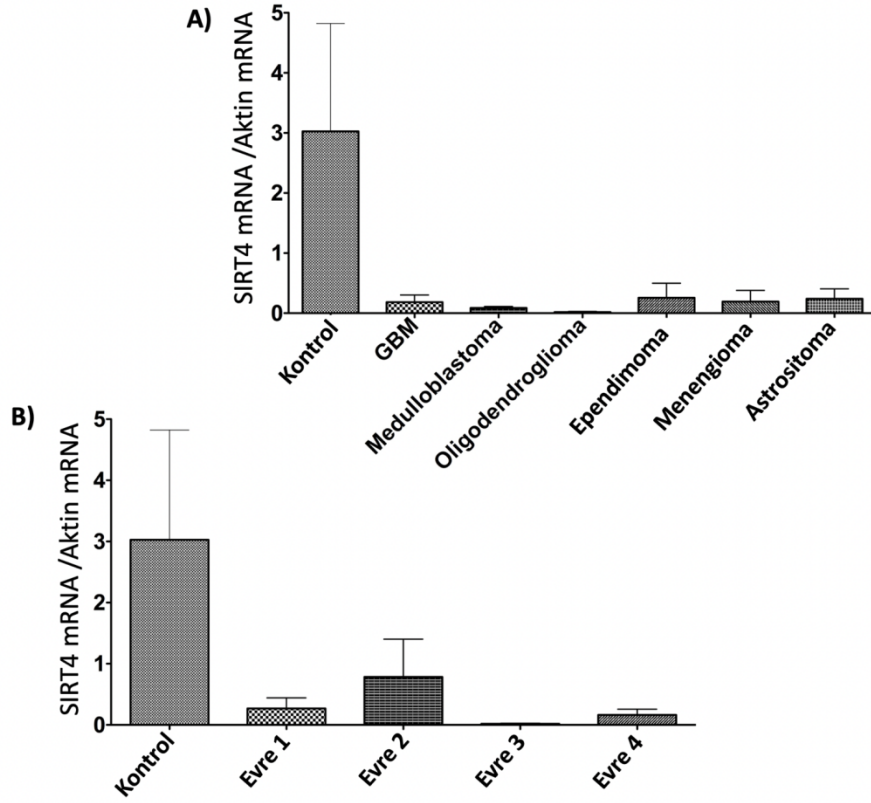 A)
SIRT4 mRNA /Aktin mRNA
5
4
3
2
1
0
Kontrol
GBM
Medulloblastoma
Oligodendroglioma
Ependimoma
Menengioma
Astrositoma
B)
SIRT4 mRNA /Aktin mRNA
5
4
3
2
1
0
Kontrol
Evre 1
Evre 2
Evre 3
Evre 4